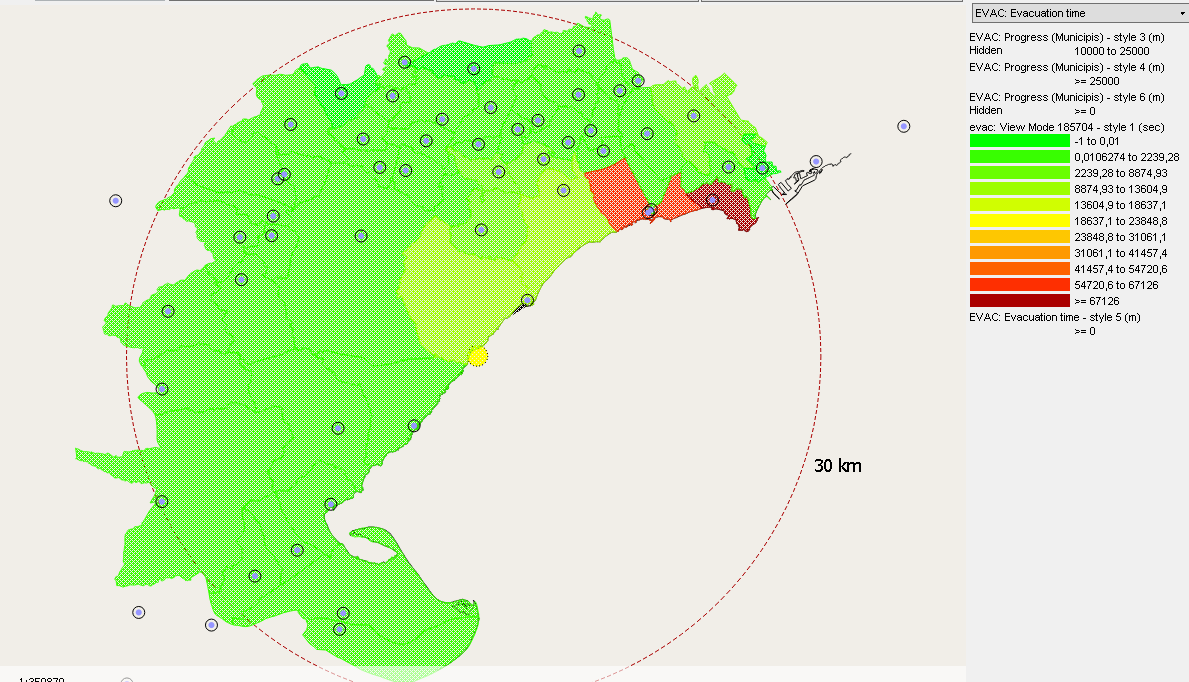 EVAC: Evacuation time
EVAC: Progress (Municipis) - style 3 (m)
Hidden 10000 to 25000
EVAC: Progress (Municipis) - style 4 (m)
>= 25000
EVAC: Progress (Municipis) - style 6 (m)
Hidden >= 0
evac: View Mode 185704 - style 1 (sec)
-1 to 0,01
0,0106274 to 2239,28
2239,28 to 8874,93
8874,93 to 13604,9
13604,9 to 18637,1
18637,1 to 23848,8
23848,8 to 31061,1
31061,1 to 41457,4
41457,4 to 54720,6
54720,6 to 67126
>= 67126
EVAC: Evacuation time - style 5 (m)
>= 0
30 km